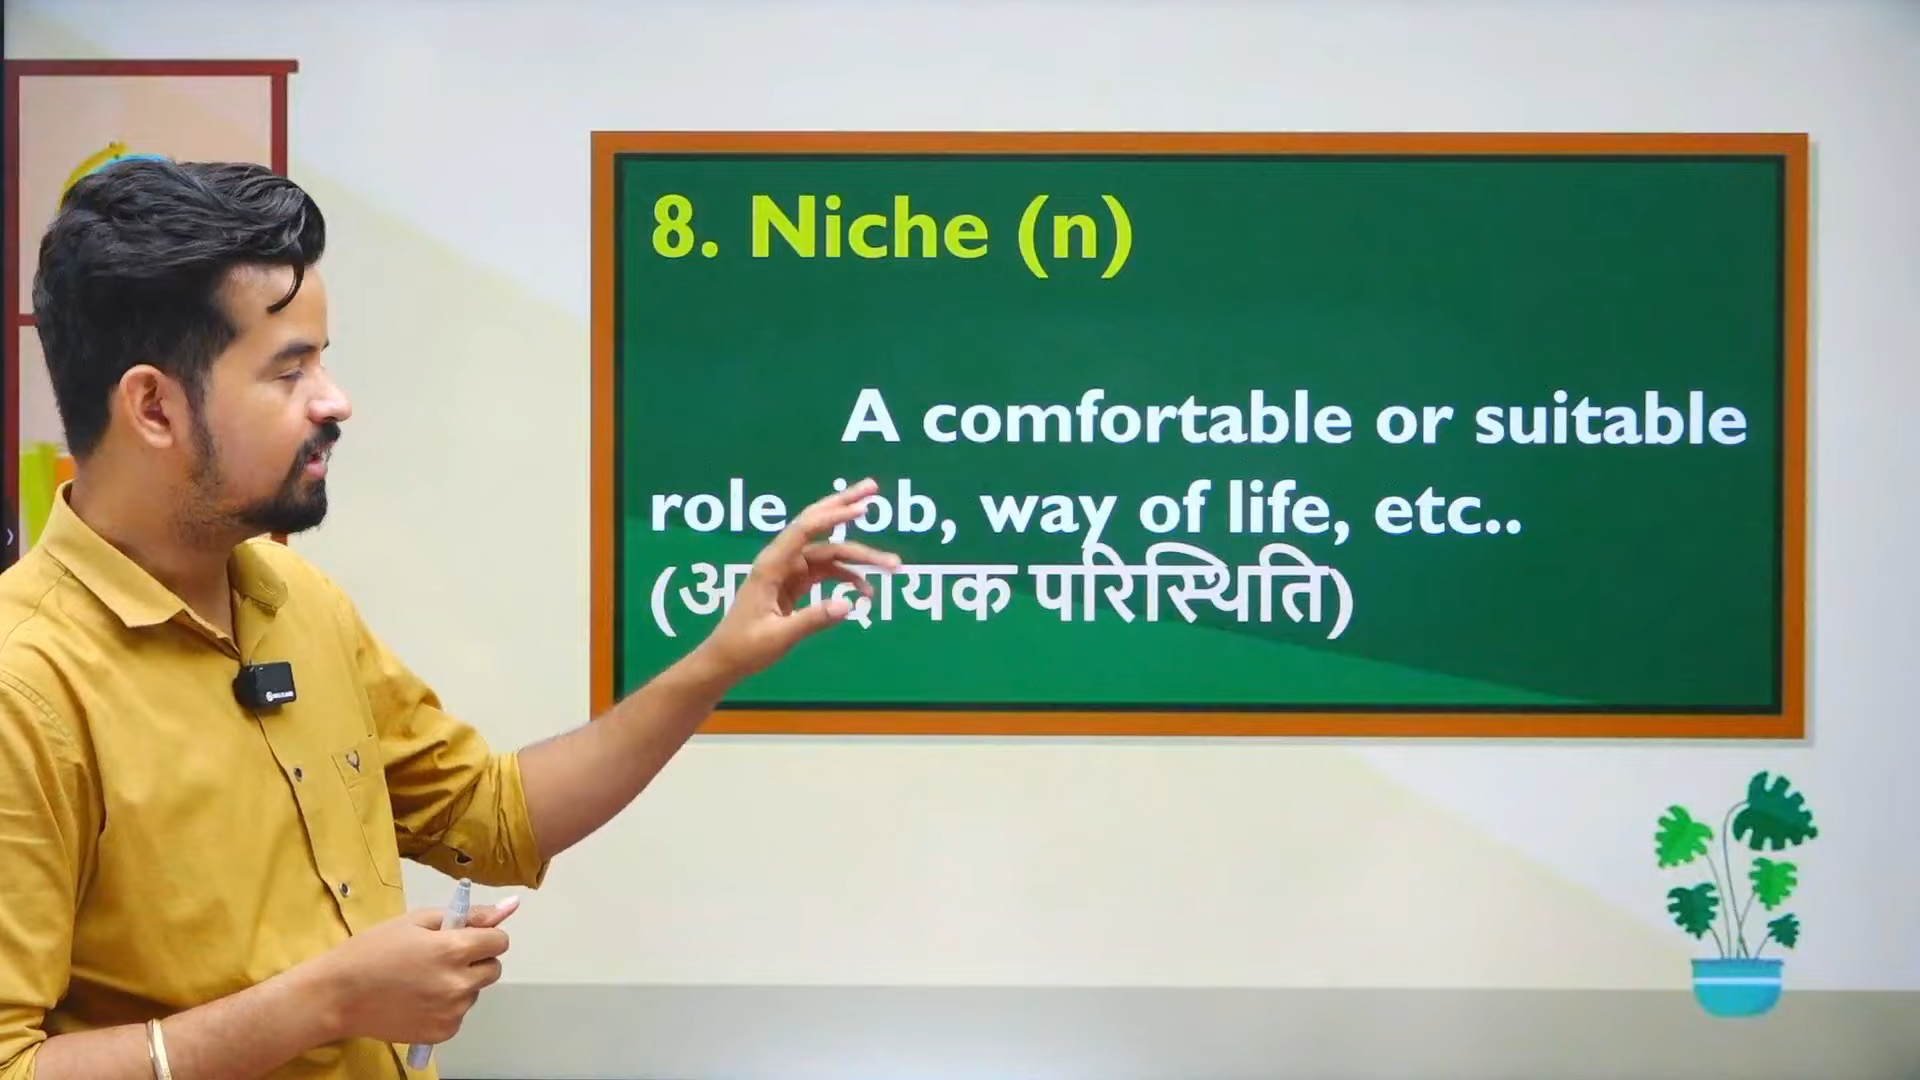 8. Niche (n)
A comfortable or suitable
role, job, way of life, etc..
परिस्थिति)